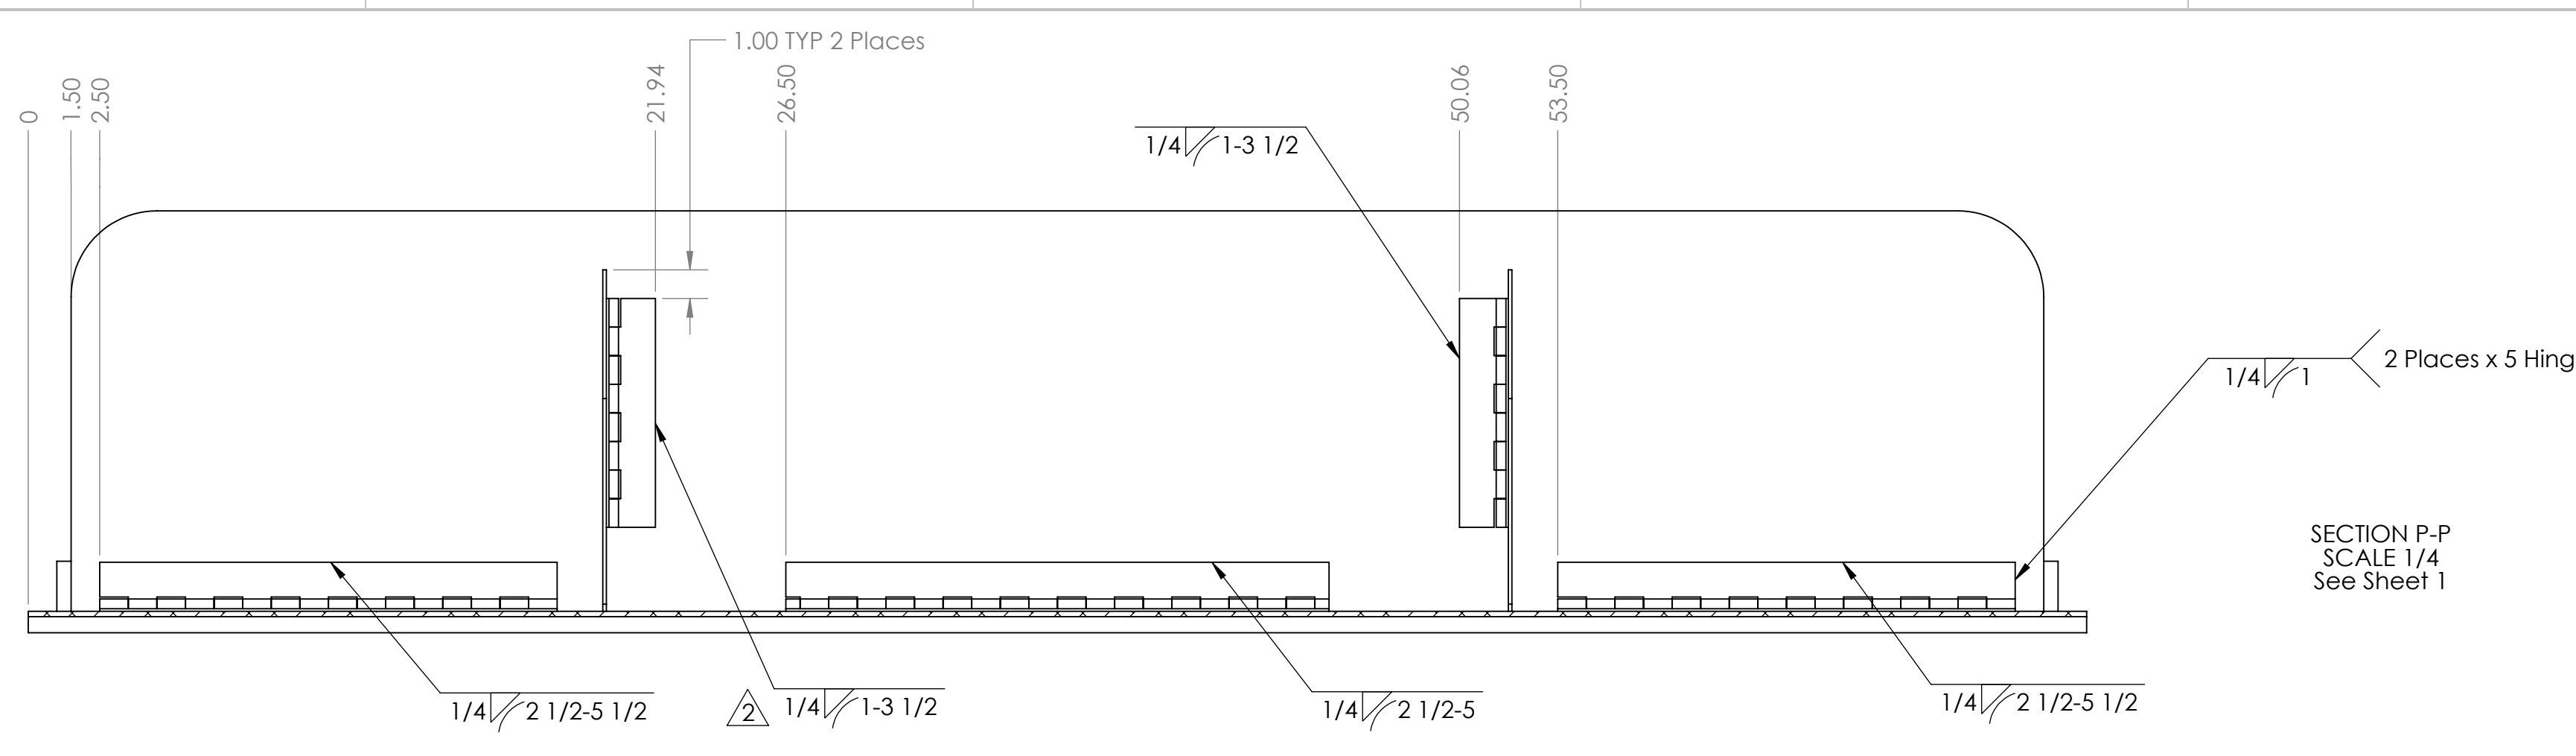 1.00 TYP 2 Places
0
1.50
2.50
21.94
26.50
50.06
53.50
1/4 1-3 1/2
1/4 1
2 Places x 5 Hing
SECTION P-P
SCALE 1/4
See Sheet 1
1/4 2 1/2-5 1/2
2
1/4 1-3 1/2
1/4 2 1/2-5
1/4 2 1/2-5 1/2